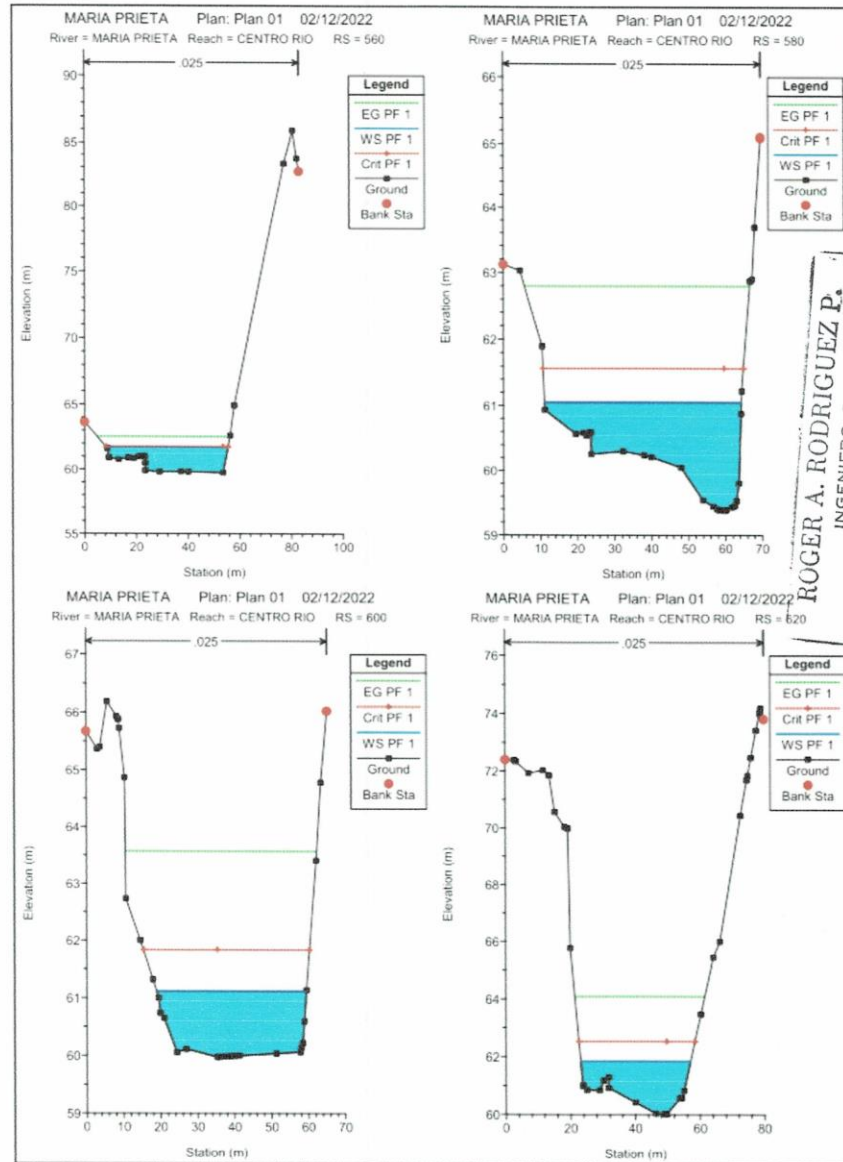 MARIA PRIETA Plan: Plan 01 02/12/2022
River = MARIA PRIETA Reach = CENTRO RIO RS = 560
.025
Legend
EG PF 1
WS PF 1
Crit PF 1
Ground
Bank Sta
90
85
80
75
70
65
60
55
Elevation (m)
0 20 40 60 80 100
Station (m)
MARIA PRIETA Plan: Plan 01 02/12/2022
River = MARIA PRIETA Reach = CENTRO RIO RS = 580
.025
Legend
EG PF 1
Crit PF 1
WS PF 1
Ground
Bank Sta
66
65
64
63
62
61
60
59
Elevation (m)
0 10 20 30 40 50 60 70
Station (m)
ROGER A. RODRIGUEZ P.
MARIA PRIETA Plan: Plan 01 02/12/2022
River = MARIA PRIETA Reach = CENTRO RIO RS = 600
.025
Legend
EG PF 1
Crit PF 1
WS PF 1
Ground
Bank Sta
67
66
65
64
63
62
61
60
59
Elevation (m)
0 10 20 30 40 50 60 70
Station (m)
MARIA PRIETA Plan: Plan 01 02/12/2022
River = MARIA PRIETA Reach = CENTRO RIO RS = 620
.025
Legend
EG PF 1
Crit PF 1
WS PF 1
Ground
Bank Sta
76
74
72
70
68
66
64
62
60
Elevation (m)
0 20 40 60 80
Station (m)